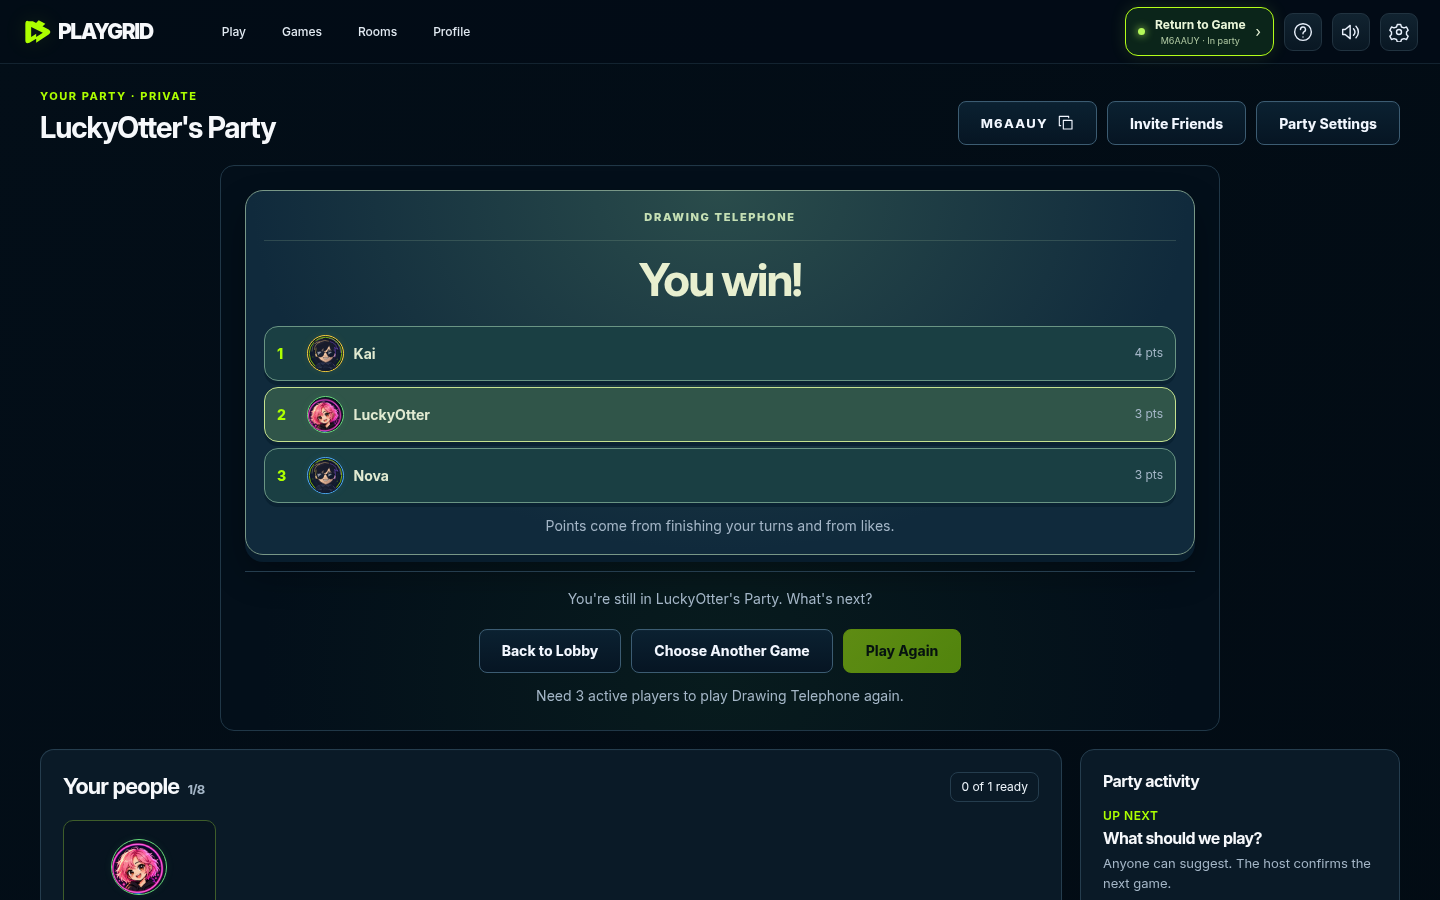 PLAYGRID
Play
Games
Rooms
Profile
Return to Game
M6AAUY · In party
YOUR PARTY · PRIVATE
LuckyOtter's Party
M6AAUY
Invite Friends
Party Settings
DRAWING TELEPHONE
You win!
1 Kai 4 pts
2 LuckyOtter 3 pts
3 Nova 3 pts
Points come from finishing your turns and from likes.
You're still in LuckyOtter's Party. What's next?
Back to Lobby
Choose Another Game
Play Again
Need 3 active players to play Drawing Telephone again.
Your people 1/8
0 of 1 ready
Party activity
UP NEXT
What should we play?
Anyone can suggest. The host confirms the
next game.